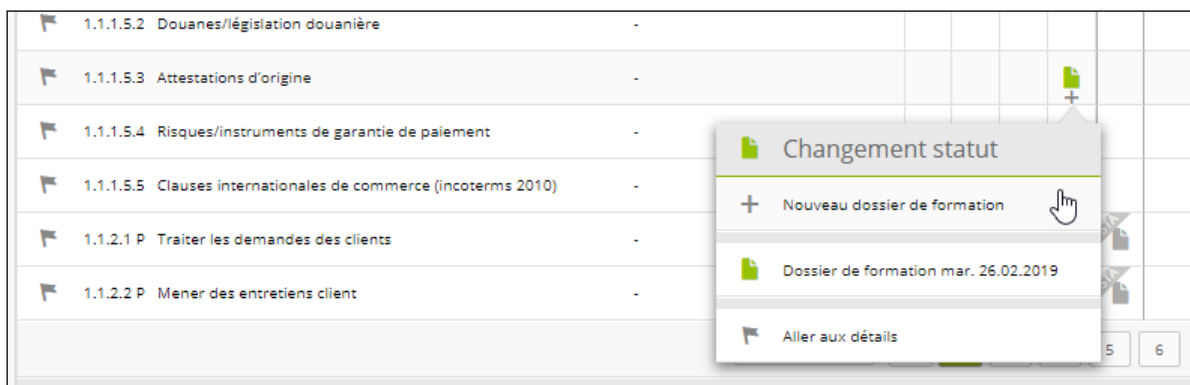 1.1.1.5.2 Douanes/législation douanière -
1.1.1.5.3 Attestations d'origine -
1.1.1.5.4 Risques/instruments de garantie de paiement -
Changement statut
1.1.1.5.5 Clauses internationales de commerce (incoterms 2010) -
Nouveau dossier de formation
1.1.2.1 P Traiter les demandes des clients -
Dossier de formation mar. 26.02.2019
1.1.2.2 P Mener des entretiens client -
Aller aux détails
5 6